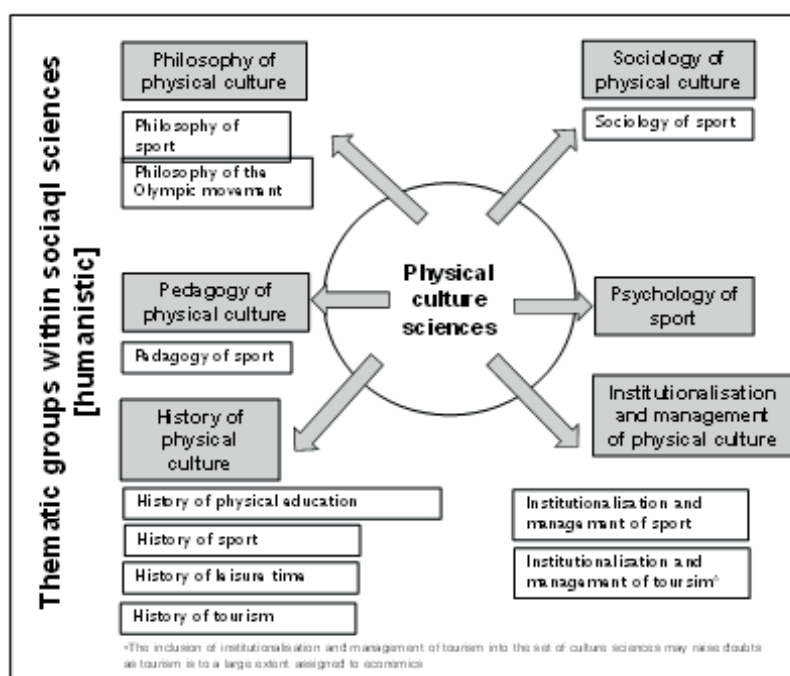 Thematic groups within sociaql sciences
[humanistic]
Philosophy of
physical culture
Philosophy of
sport
Philosophy of the
Olympic movement
Sociology of
physical culture
Sociology of sport
Physical
culture
sciences
Pedagogy of
physical culture
Pedagogy of sport
Psychology of
sport
History of
physical
culture
History of physical education
History of sport
History of leisure time
History of tourism
Institutionalisation
and management
of physical culture
Institutionalisation and
management of sport
Institutionalisation and
management of toursim
The inclusion of institutionalisation and management of tourism into the set of culture sciences may raise doubts
as tourism is to a large extent assigned to economics